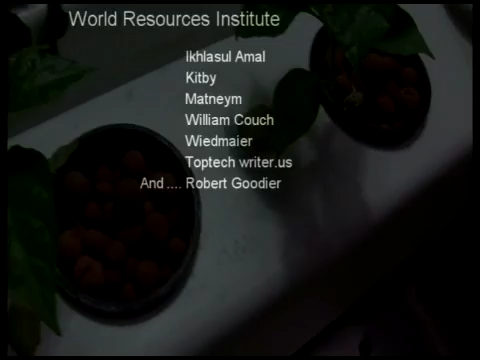 World Resources Institute
Ikhlasul Amal
Kitby
Matneym
William Couch
Wiedmaier
Toptech writer.us
And .... Robert Goodier